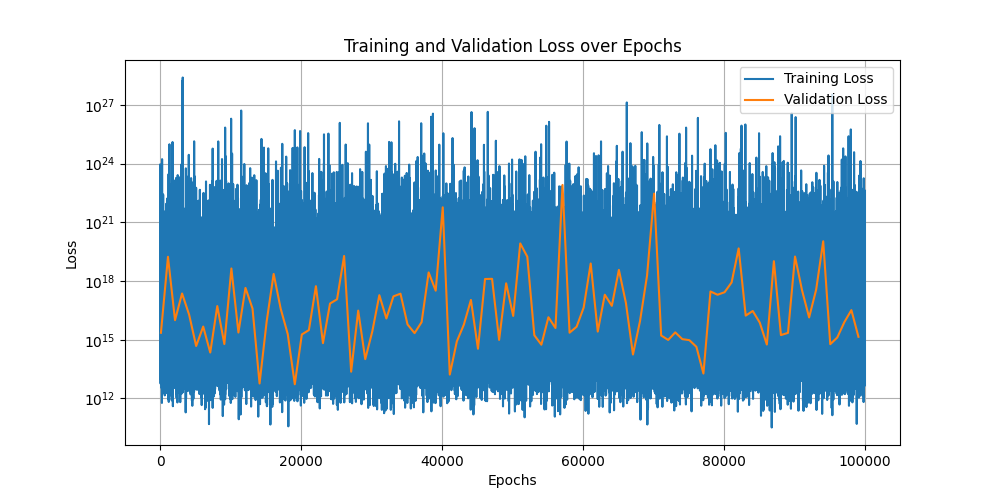 Training and Validation Loss over Epochs
Training Loss
Validation Loss
Loss
10^27
10^24
10^21
10^18
10^15
10^12
0 20000 40000 60000 80000 100000
Epochs